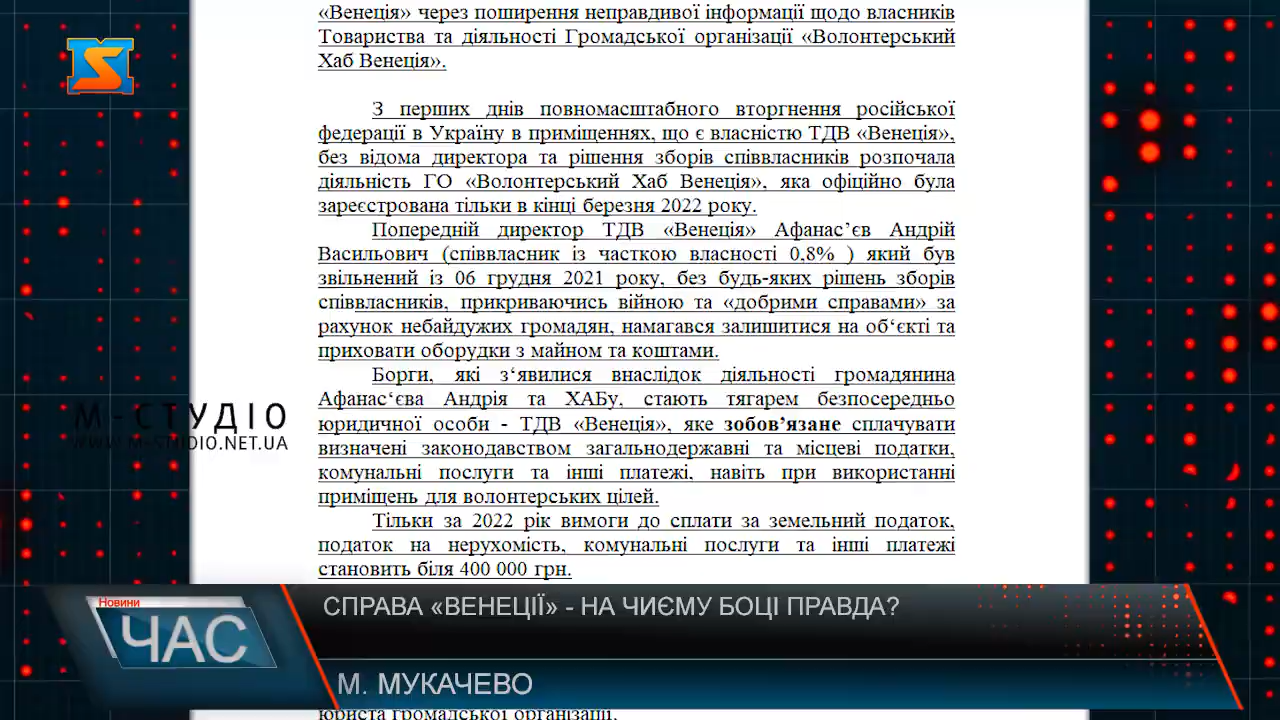 «Венеція» через поширення неправдивої інформації щодо власників
Товариства та діяльності Громадської організації «Волонтерський
Хаб Венеція».
З перших днів повномасштабного вторгнення російської
федерації в Україну в приміщеннях, що є власністю ТДВ «Венеція»,
без відома директора та рішення зборів співвласників розпочала
діяльність ГО «Волонтерський Хаб Венеція», яка офіційно була
зареєстрована тільки в кінці березня 2022 року.
Попередній директор ТДВ «Венеція» Афанас’єв Андрій
Васильович (співвласник із часткою власності 0,8% ) який був
звільнений із 06 грудня 2021 року, без будь-яких рішень зборів
співвласників, прикриваючись війною та «добрими справами» за
рахунок небайдужих громадян, намагався залишитися на об‘єкті та
приховати оборудки з майном та коштами.
Борги, які з‘явилися внаслідок діяльності громадянина
Афанас‘єва Андрія та ХАБу, стають тягарем безпосередньо
юридичної особи - ТДВ «Венеція», яке зобов’язане сплачувати
визначені законодавством загальнодержавні та місцеві податки,
комунальні послуги та інші платежі, навіть при використанні
приміщень для волонтерських цілей.
Тільки за 2022 рік вимоги до сплати за земельний податок,
податок на нерухомість, комунальні послуги та інші платежі
становить біля 400 000 грн.
М-СТУДІО
WWW.M-STUDIO.NET.UA
Новини
ЧАС
СПРАВА «ВЕНЕЦІЇ» - НА ЧИЄМУ БОЦІ ПРАВДА?
М. МУКАЧЕВО
юриста громадської організації.